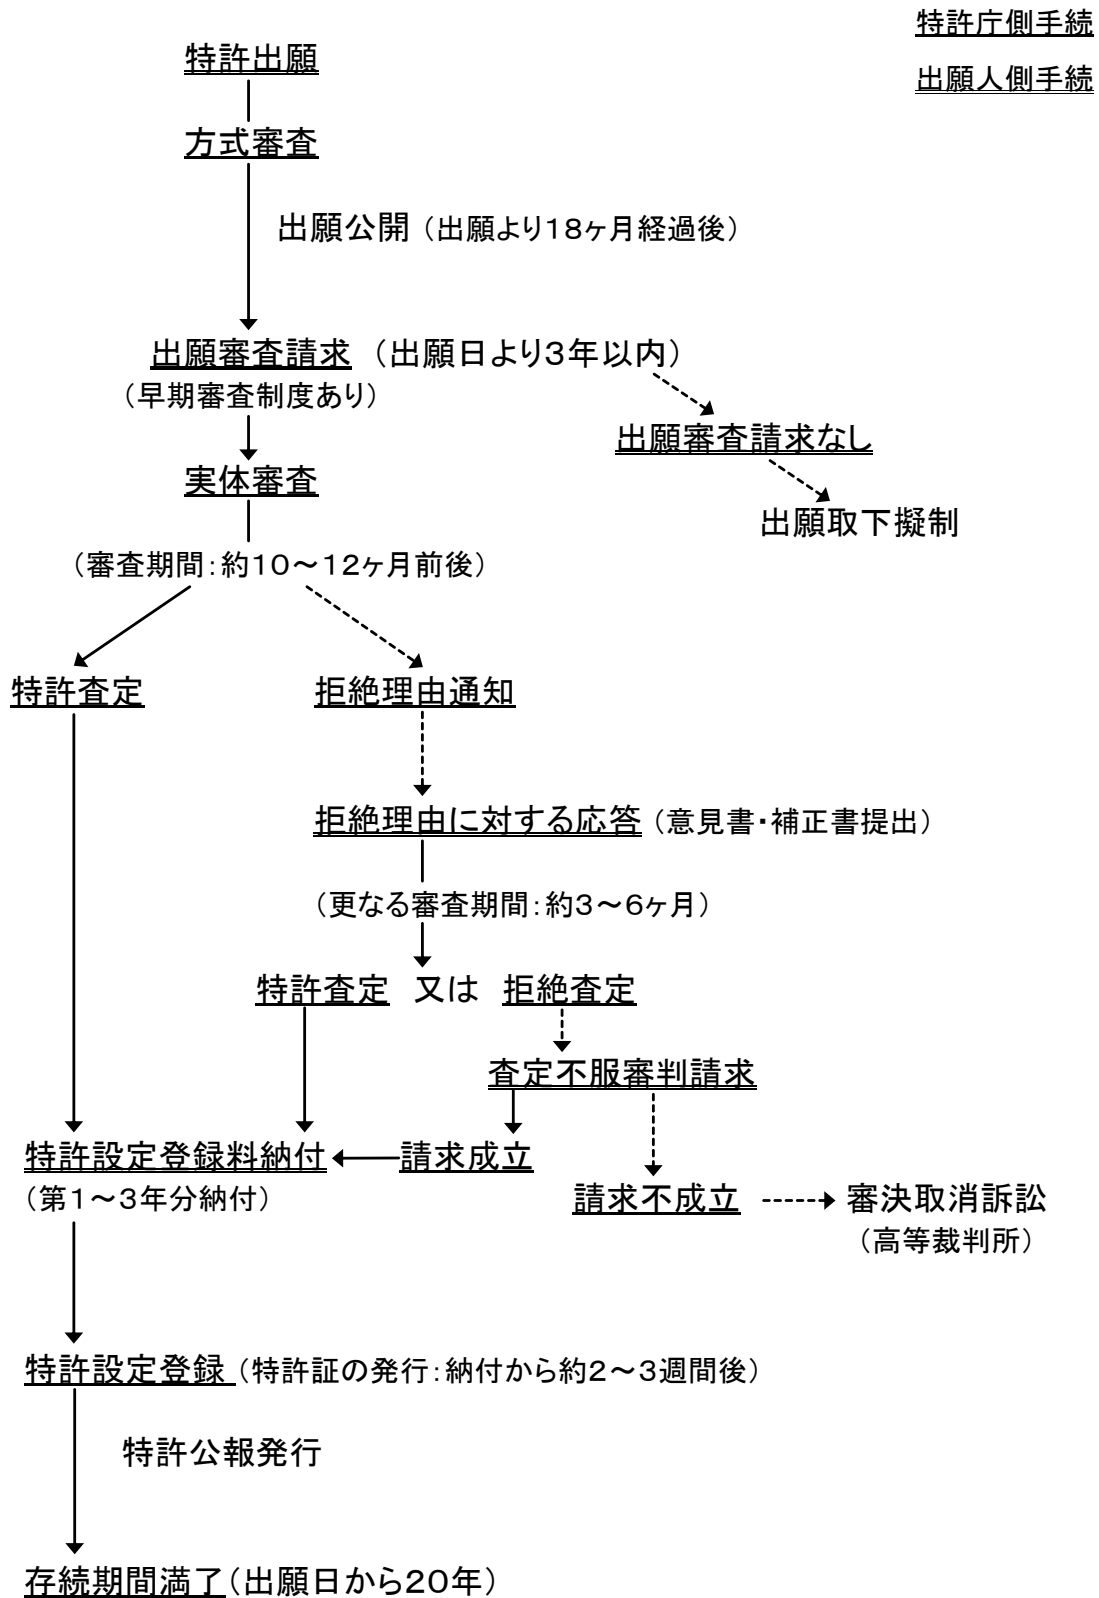 特許庁側手続
出願人側手続
特許出願
方式審査
出願公開（出願より18ヶ月経過後）
出願審査請求 （出願日より3年以内）
（早期審査制度あり）
出願審査請求なし
実体審査
出願取下擬制
（審査期間：約10～12ヶ月前後）
特許査定 拒絶理由通知
拒絶理由に対する応答（意見書・補正書提出）
（更なる審査期間：約3～6ヶ月）
特許査定 又は 拒絶査定
査定不服審判請求
特許設定登録料納付 請求成立
（第1～3年分納付）
請求不成立 審決取消訴訟
（高等裁判所）
特許設定登録（特許証の発行：納付から約2～3週間後）
特許公報発行
存続期間満了（出願日から20年）